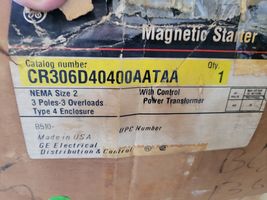 Magnetic Starter
Catalog number
Qty.
CR306D40400AATAA
1
NEMA Size 2
3 Poles-3 Overloads
Type 4 Enclosure
With Control
Power Transformer
B510-
UPC Number
Made in USA
GE Electrical
Distribution & Control